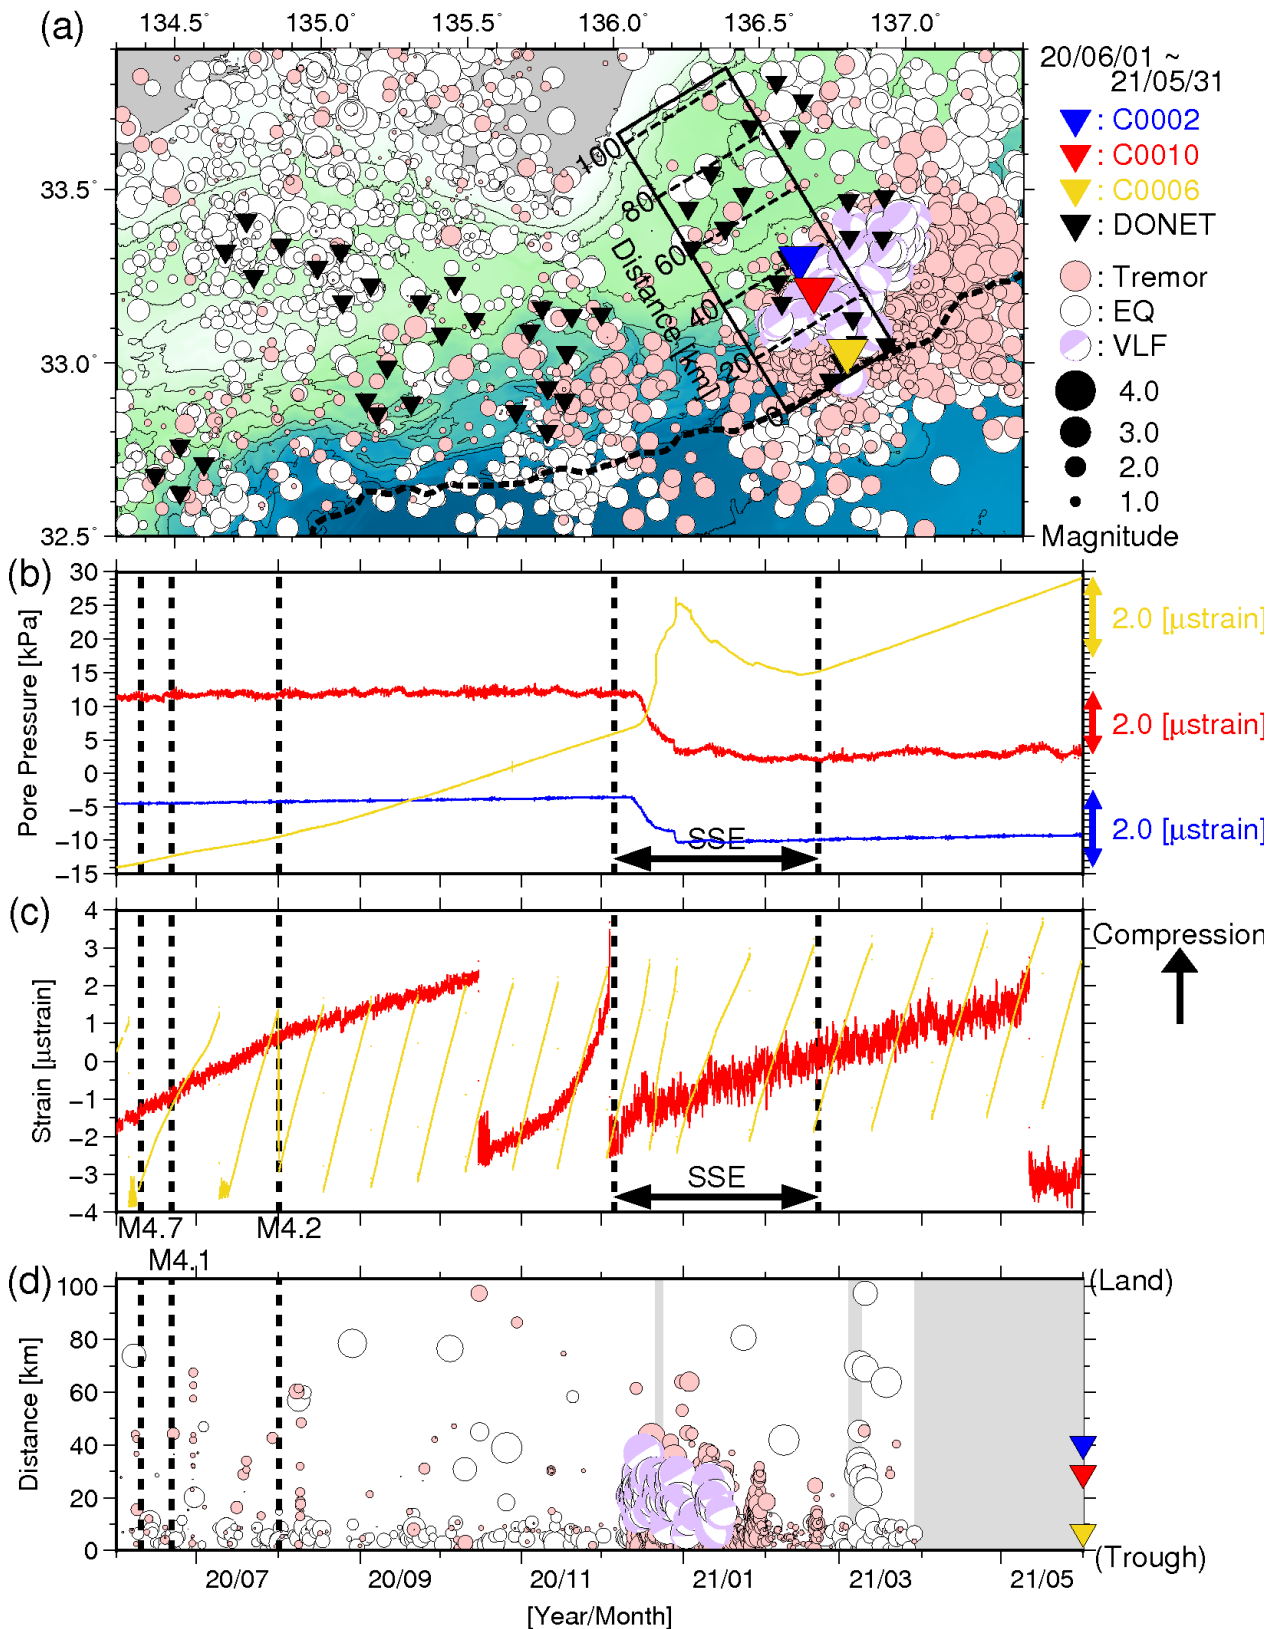 (a)
134.5° 135.0° 135.5° 136.0° 136.5° 137.0°
33.5°
33.0°
32.5°
100
80
60
40
20
0
Distance [km]
20/06/01 ~
21/05/31
: C0002
: C0010
: C0006
: DONET
: Tremor
: EQ
: VLF
4.0
3.0
2.0
1.0
Magnitude
(b)
Pore Pressure [kPa]
30
25
20
15
10
5
0
−5
−10
−15
SSE
2.0 [μstrain]
2.0 [μstrain]
2.0 [μstrain]
(c)
Strain [μstrain]
4
3
2
1
0
−1
−2
−3
−4
SSE
Compression
M4.7 M4.2
M4.1
(d)
Distance [km]
100
80
60
40
20
0
(Land)
(Trough)
20/07 20/09 20/11 21/01 21/03 21/05
[Year/Month]